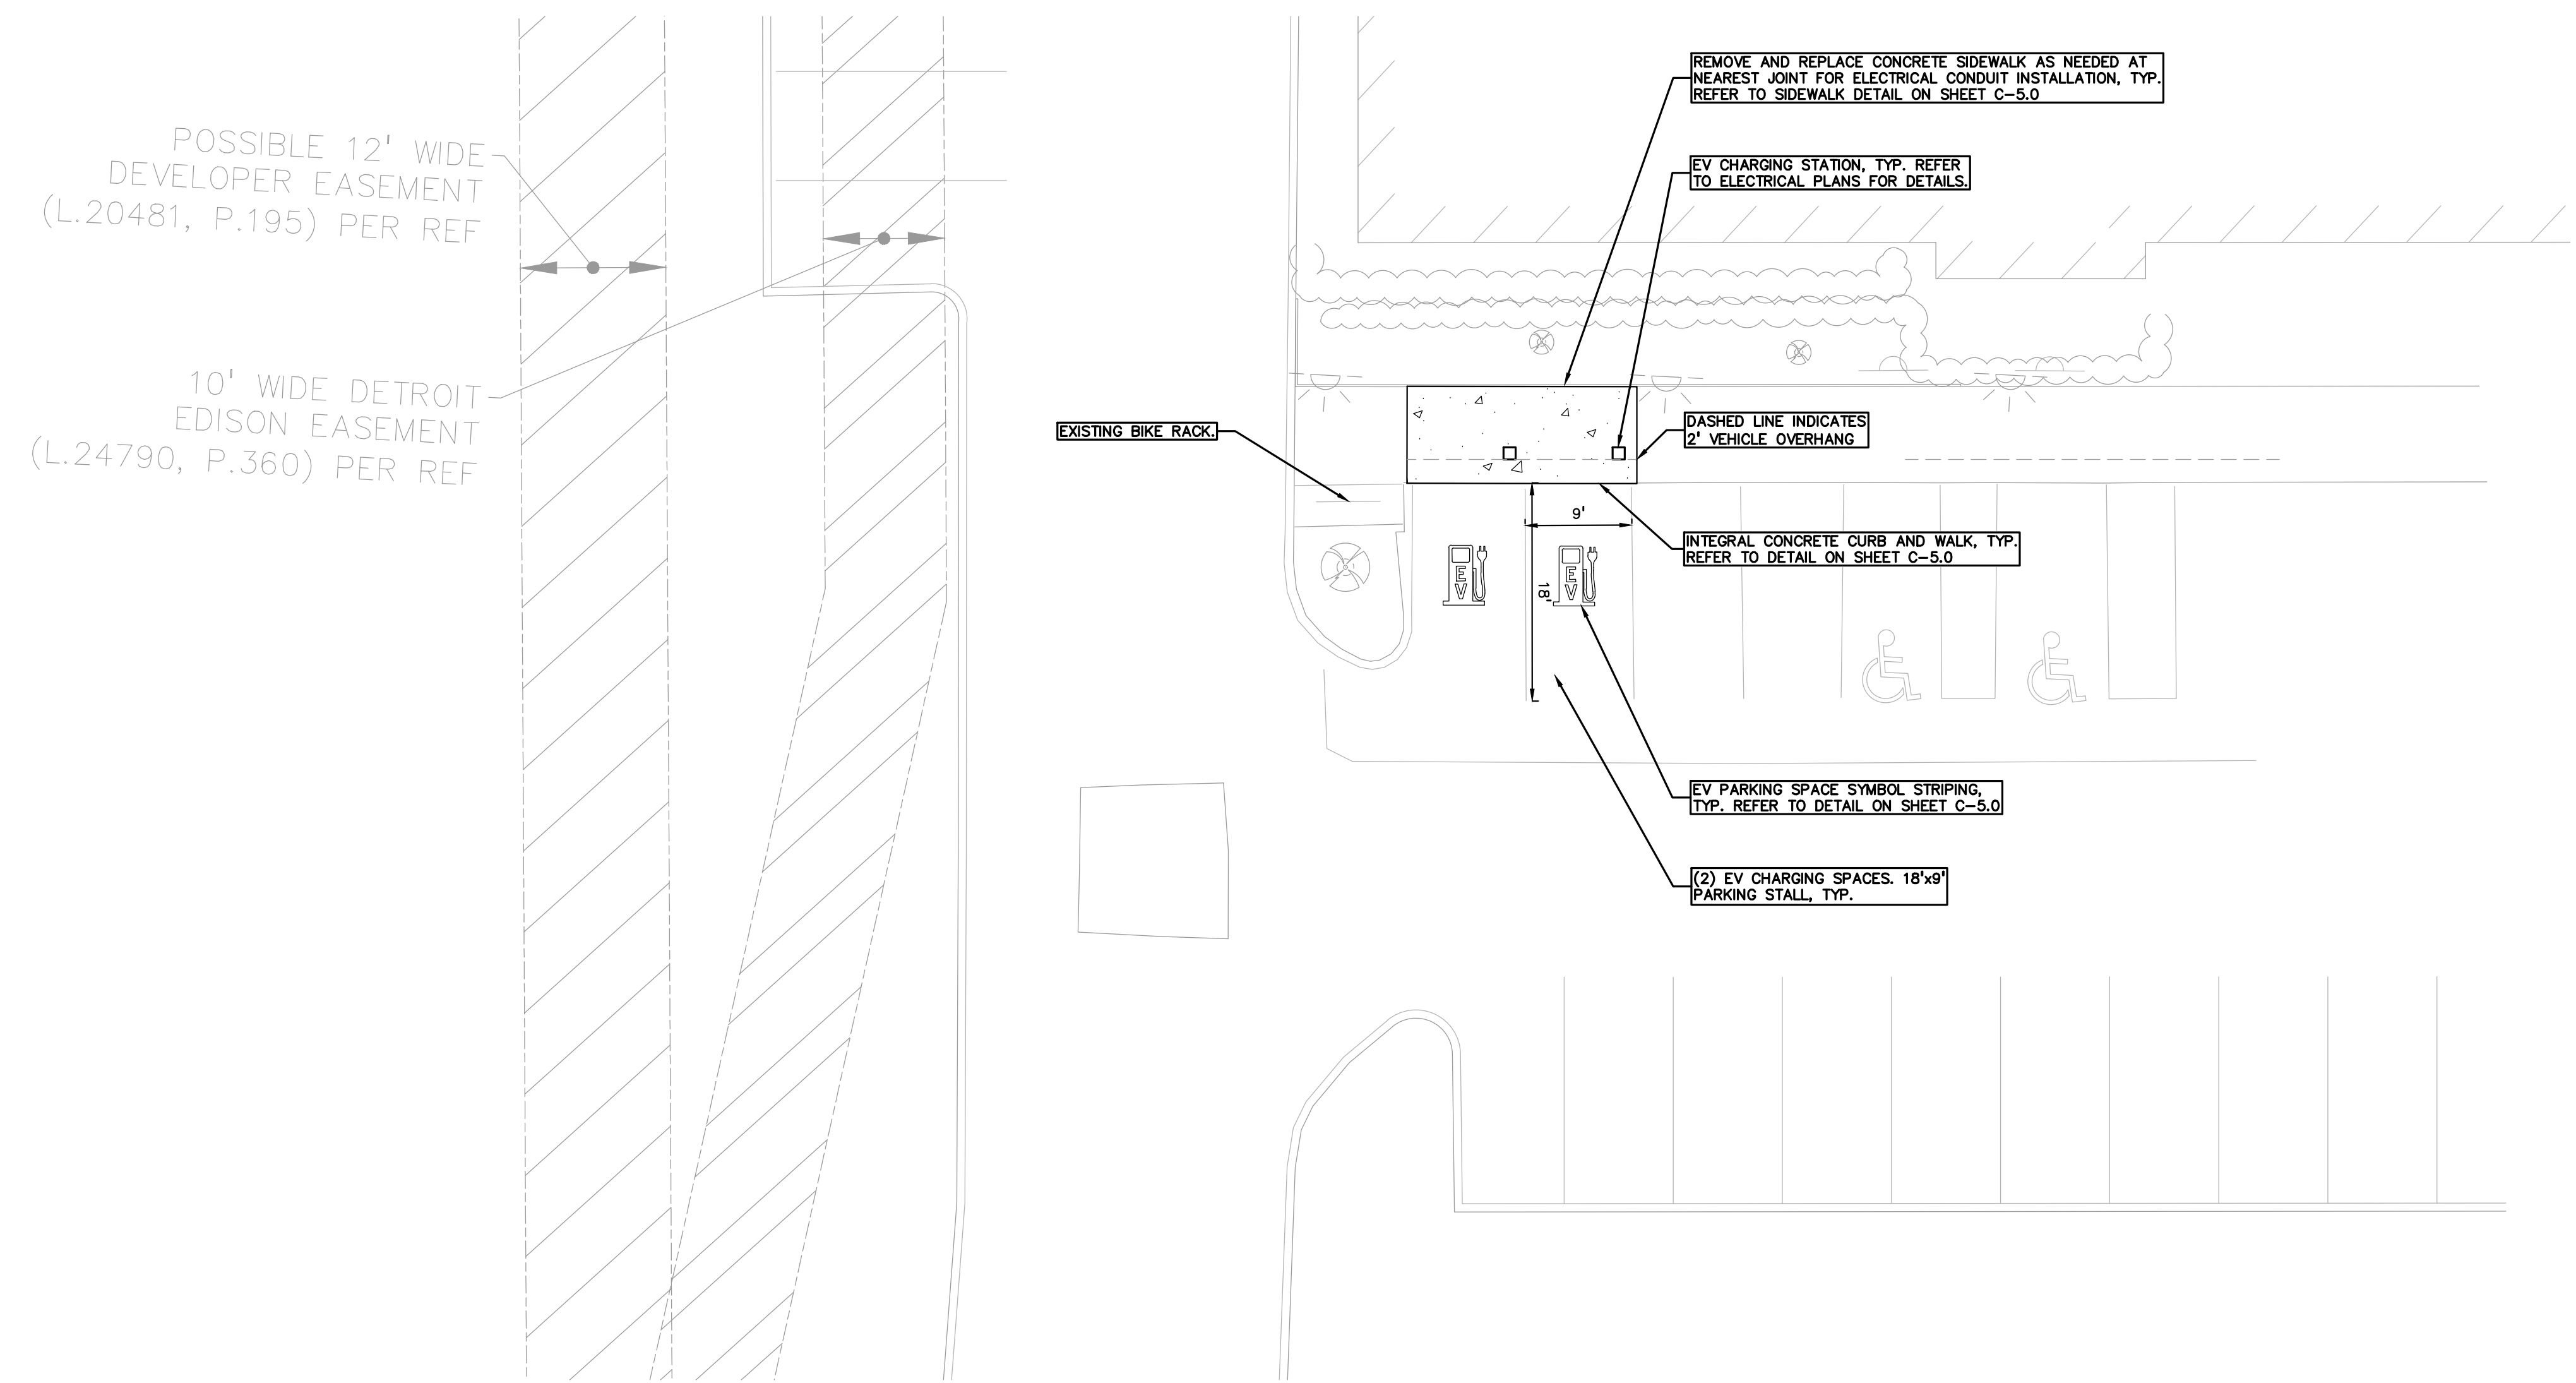 POSSIBLE 12' WIDE
DEVELOPER EASEMENT
(L.20481, P.195) PER REF
10' WIDE DETROIT
EDISON EASEMENT
(L.24790, P.360) PER REF
REMOVE AND REPLACE CONCRETE SIDEWALK AS NEEDED AT
NEAREST JOINT FOR ELECTRICAL CONDUIT INSTALLATION, TYP.
REFER TO SIDEWALK DETAIL ON SHEET C-5.0
EV CHARGING STATION, TYP. REFER
TO ELECTRICAL PLANS FOR DETAILS.
EXISTING BIKE RACK.
DASHED LINE INDICATES
2' VEHICLE OVERHANG
9'
INTEGRAL CONCRETE CURB AND WALK, TYP.
REFER TO DETAIL ON SHEET C-5.0
EV
18'
EV
EV PARKING SPACE SYMBOL STRIPING,
TYP. REFER TO DETAIL ON SHEET C-5.0
(2) EV CHARGING SPACES. 18'x9'
PARKING STALL, TYP.